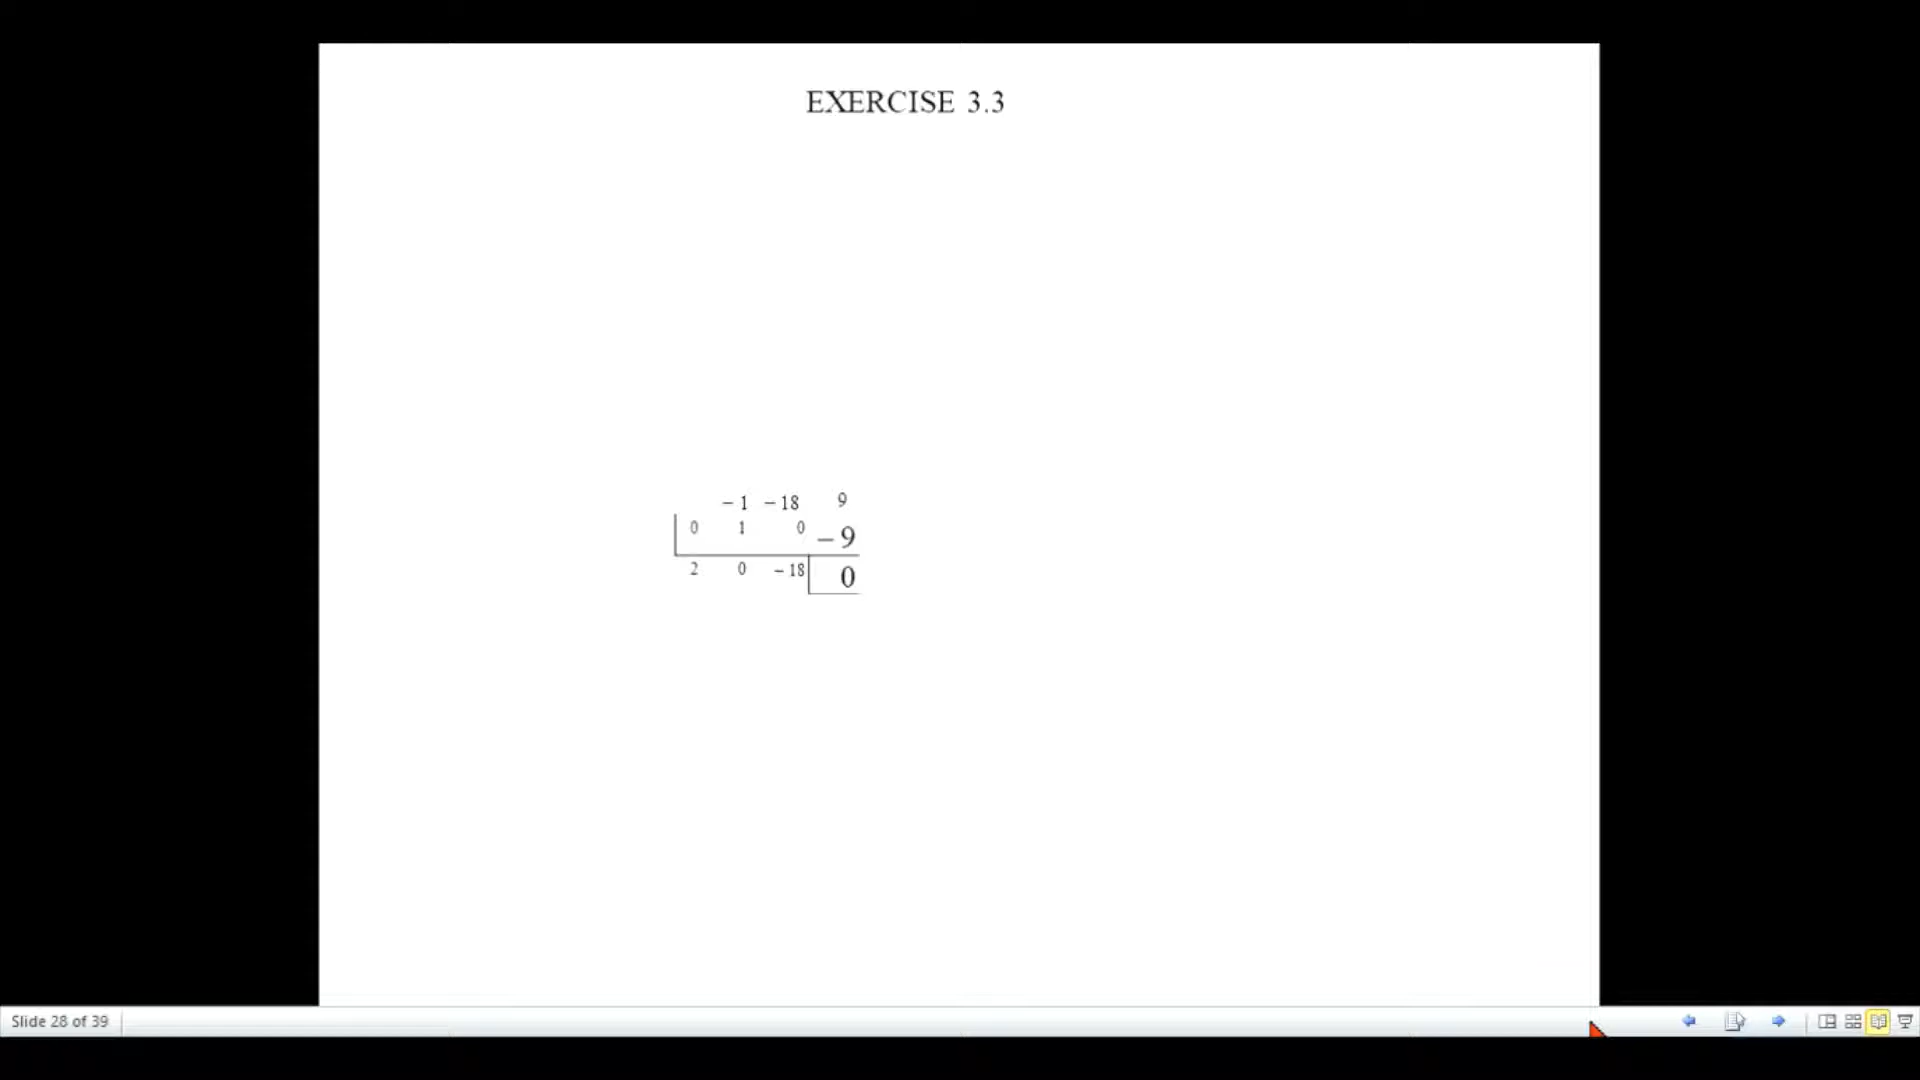 EXERCISE 3.3
– 1 – 18 9
0 1 0 – 9
2 0 – 18 0
Slide 28 of 39